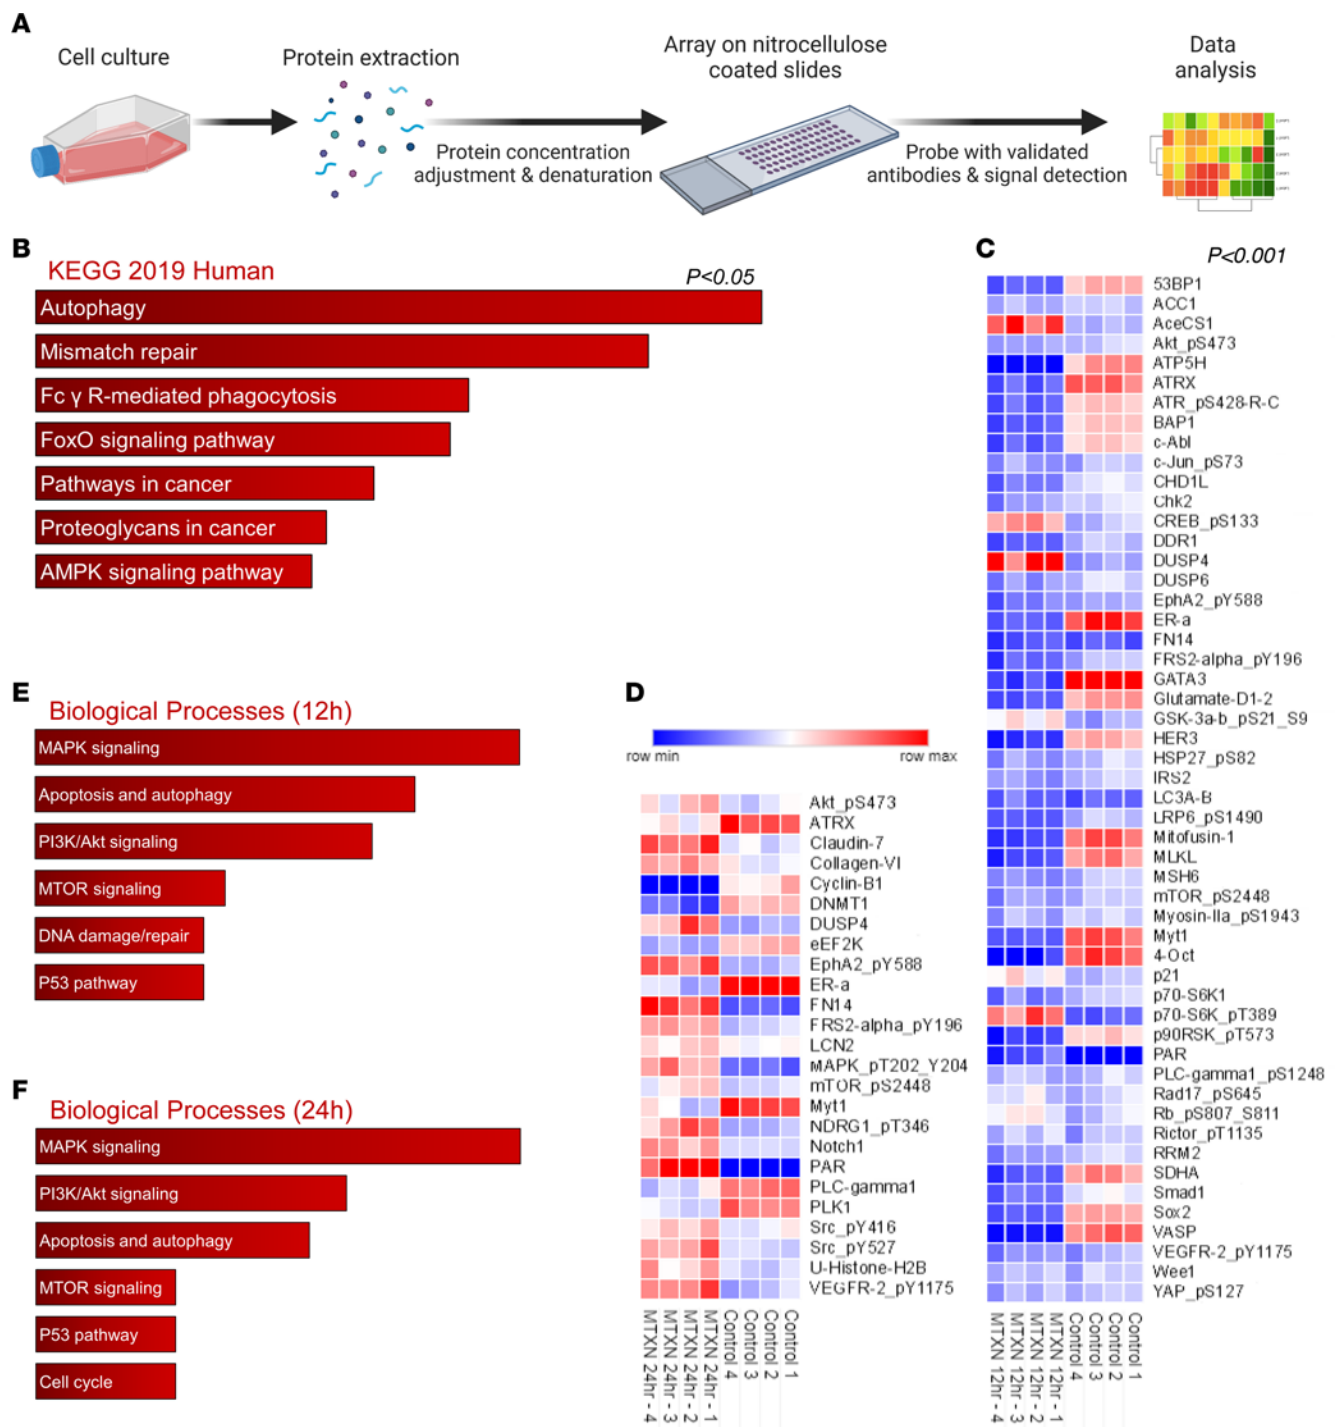 A
Cell culture
Protein extraction
Array on nitrocellulose
coated slides
Data
analysis
Protein concentration
adjustment & denaturation
Probe with validated
antibodies & signal detection
B
KEGG 2019 Human
P<0.05
Autophagy
Mismatch repair
Fc γ R-mediated phagocytosis
FoxO signaling pathway
Pathways in cancer
Proteoglycans in cancer
AMPK signaling pathway
C
P<0.001
53BP1
ACC1
AceCS1
Akt_pS473
ATP5H
ATRX
ATR_pS428-R-C
BAP1
c-Abl
c-Jun_pS73
CHD1L
Chk2
CREB_pS133
DDR1
DUSP4
DUSP6
EphA2_pY588
ER-a
FN14
FRS2-alpha_pY196
GATA3
Glutamate-D1-2
GSK-3a-b_pS21_S9
HER3
HSP27_pS82
IRS2
LC3A-B
LRP6_pS1490
Mitofusin-1
MLKL
MSH6
mTOR_pS2448
Myosin-IIa_pS1943
Myt1
4-Oct
p21
p70-S6K1
p70-S6K_pT389
p90RSK_pT573
PAR
PLC-gamma1_pS1248
Rad17_pS645
Rb_pS807_S811
Rictor_pT1135
RRM2
SDHA
Smad1
Sox2
VASP
VEGFR-2_pY1175
Wee1
YAP_pS127
MTXN 12hr - 4
MTXN 12hr - 3
MTXN 12hr - 2
MTXN 12hr - 1
Control 4
Control 3
Control 2
Control 1
D
row min
row max
Akt_pS473
ATRX
Claudin-7
Collagen-VI
Cyclin-B1
DNMT1
DUSP4
eEF2K
EphA2_pY588
ER-a
FN14
FRS2-alpha_pY196
LCN2
MAPK_pT202_Y204
mTOR_pS2448
Myt1
NDRG1_pT346
Notch1
PAR
PLC-gamma1
PLK1
Src_pY416
Src_pY527
U-Histone-H2B
VEGFR-2_pY1175
MTXN 24hr - 4
MTXN 24hr - 3
MTXN 24hr - 2
MTXN 24hr - 1
Control 4
Control 3
Control 2
Control 1
E
Biological Processes (12h)
MAPK signaling
Apoptosis and autophagy
PI3K/Akt signaling
MTOR signaling
DNA damage/repair
P53 pathway
F
Biological Processes (24h)
MAPK signaling
PI3K/Akt signaling
Apoptosis and autophagy
MTOR signaling
P53 pathway
Cell cycle